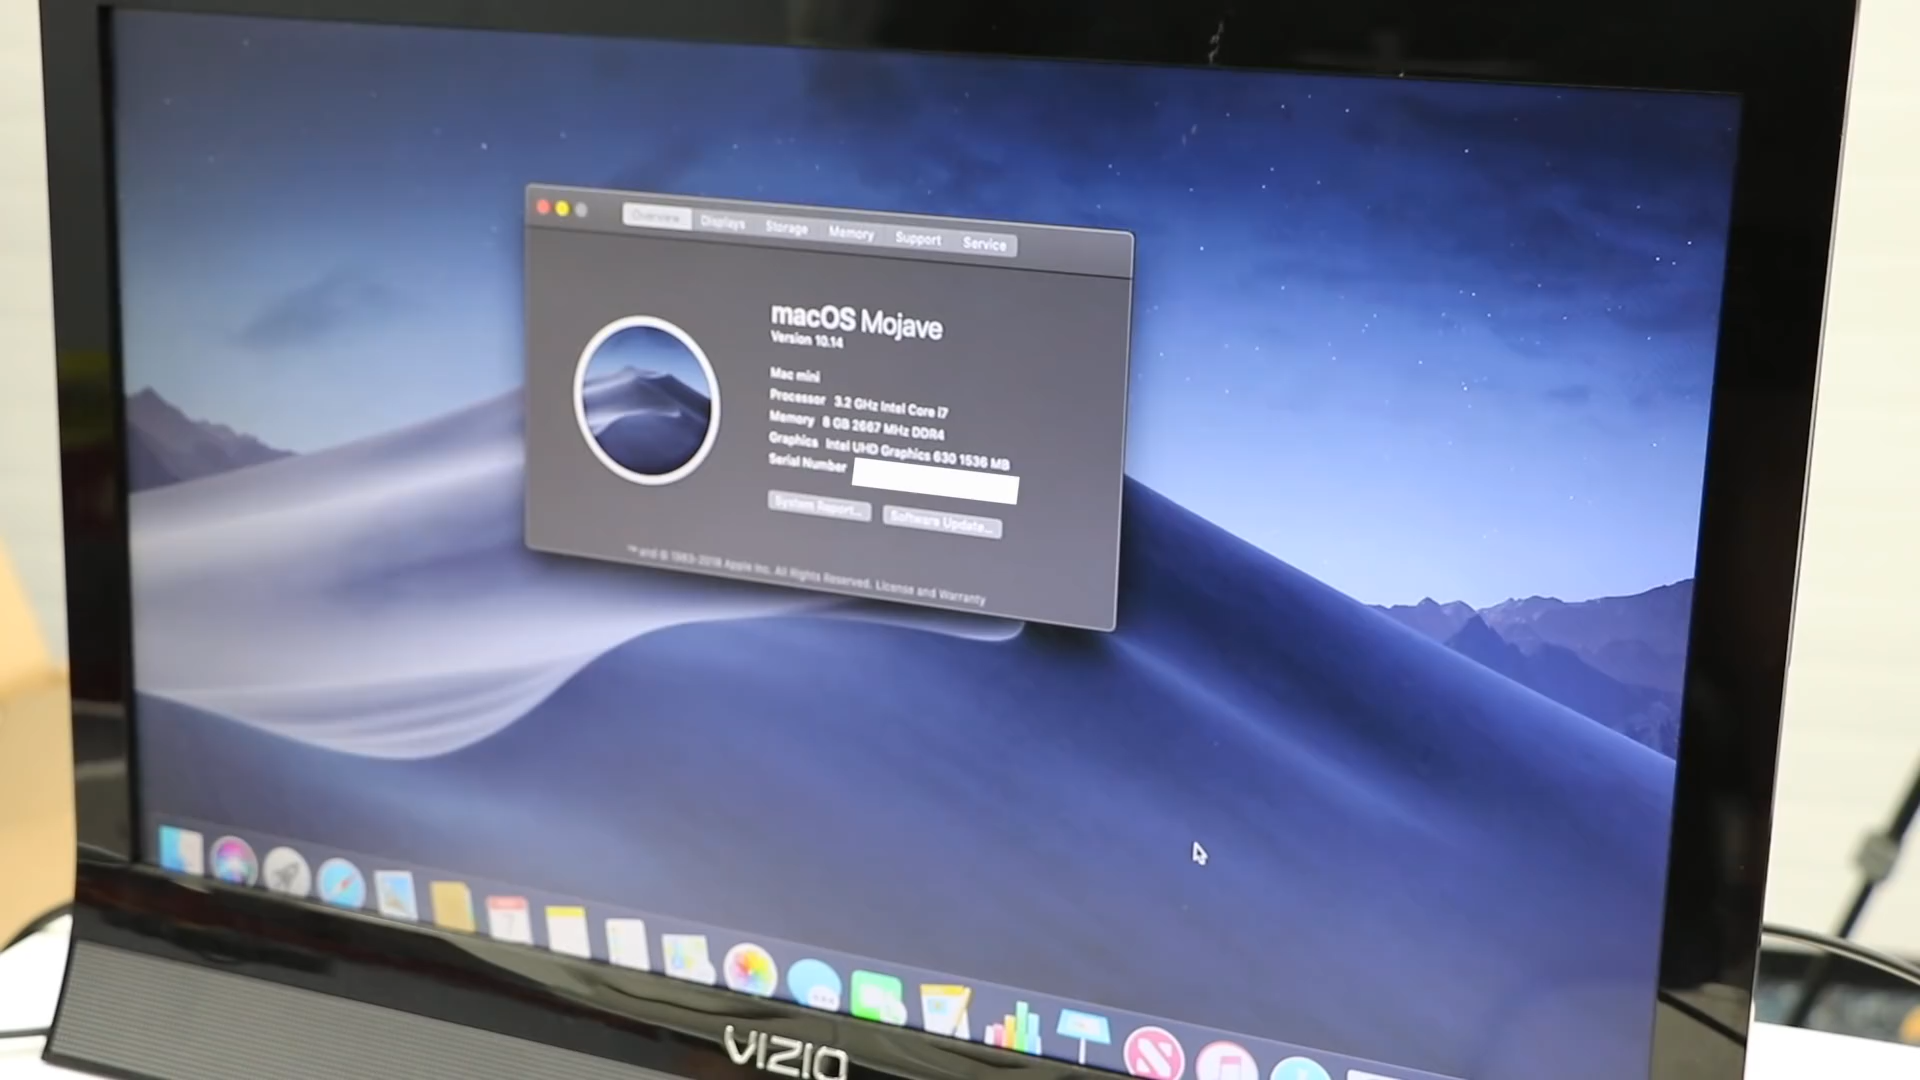 Overview Displays Storage Memory Support Service
macOS Mojave
Version 10.14
Mac mini
Processor 3.2 GHz Intel Core i7
Memory 8 GB 2667 MHz DDR4
Graphics Intel UHD Graphics 630 1536 MB
Serial Number
System Report... Software Update...
™ and © 1983-2018 Apple Inc. All Rights Reserved. License and Warranty
7
VIZIO